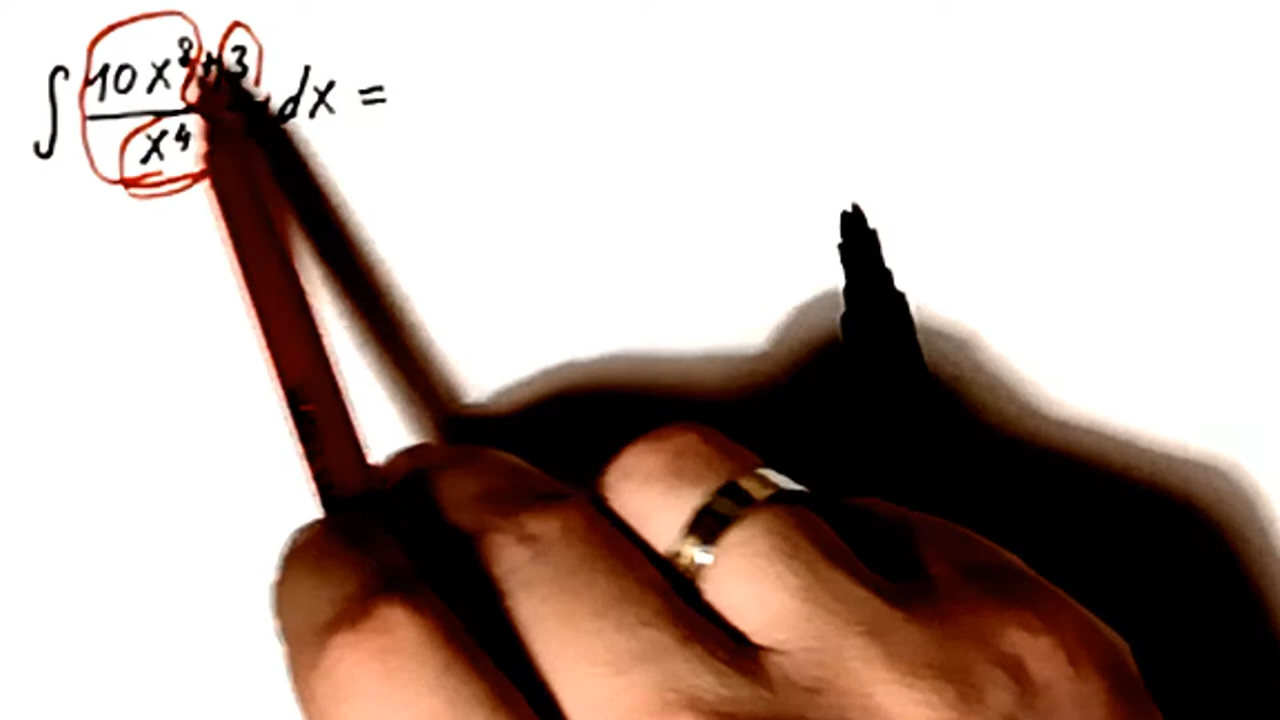 ∫ (10x⁸ + 3)/x⁴ dx =